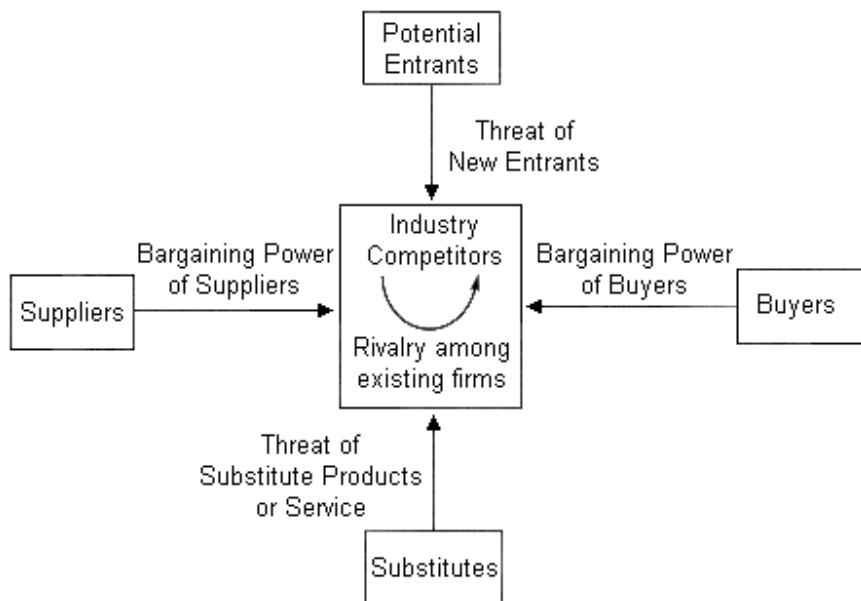 Potential
Entrants
Threat of
New Entrants
Industry
Competitors
Bargaining Power
of Suppliers
Bargaining Power
of Buyers
Suppliers
Buyers
Rivalry among
existing firms
Threat of
Substitute Products
or Service
Substitutes